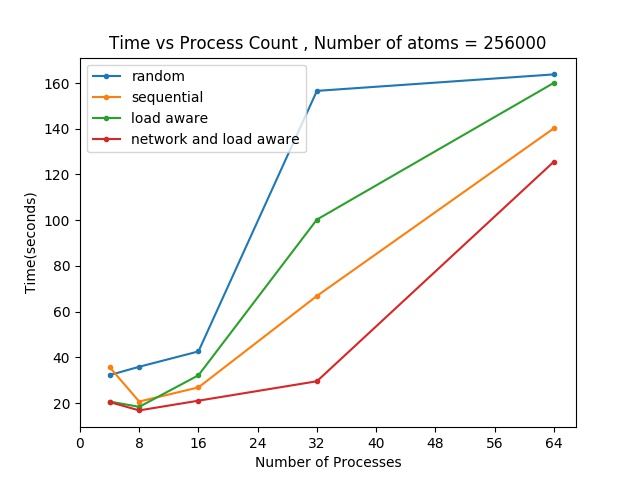 Time vs Process Count , Number of atoms = 256000
random
sequential
load aware
network and load aware
Time(seconds)
160
140
120
100
80
60
40
20
0 8 16 24 32 40 48 56 64
Number of Processes